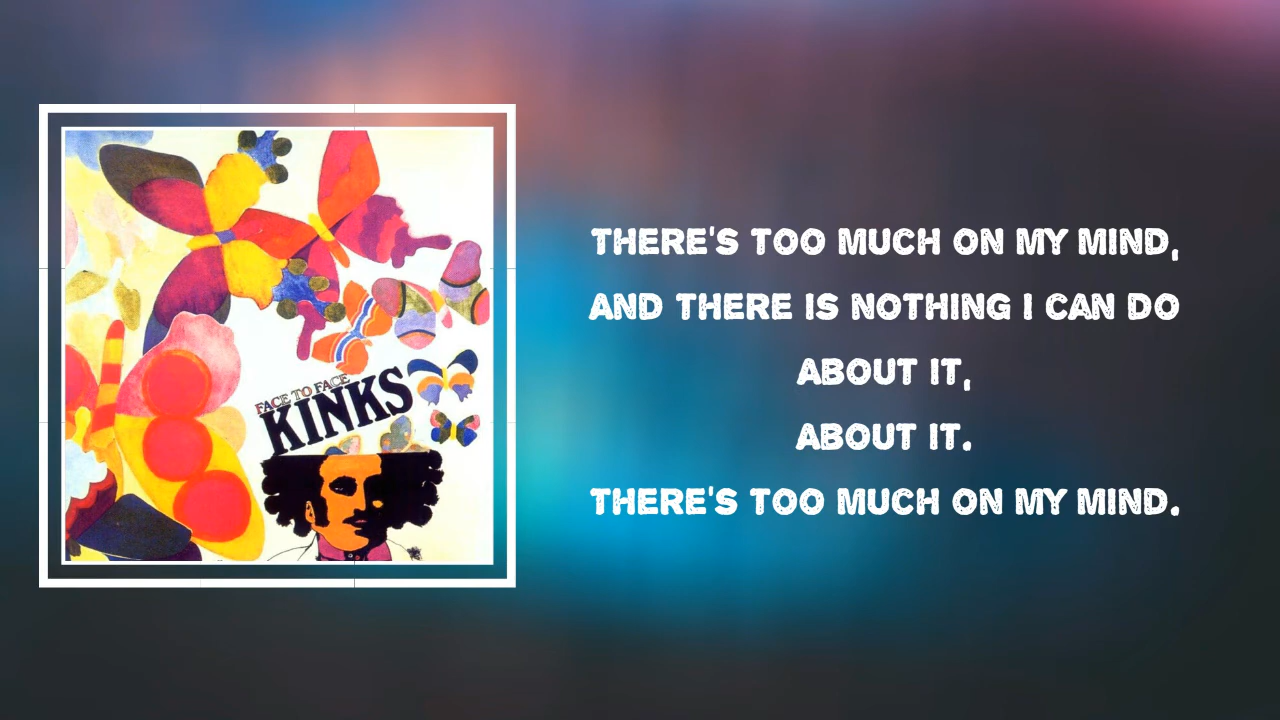 FACE TO FACE
KINKS
THERE'S TOO MUCH ON MY MIND,
AND THERE IS NOTHING I CAN DO
ABOUT IT,
ABOUT IT.
THERE'S TOO MUCH ON MY MIND.